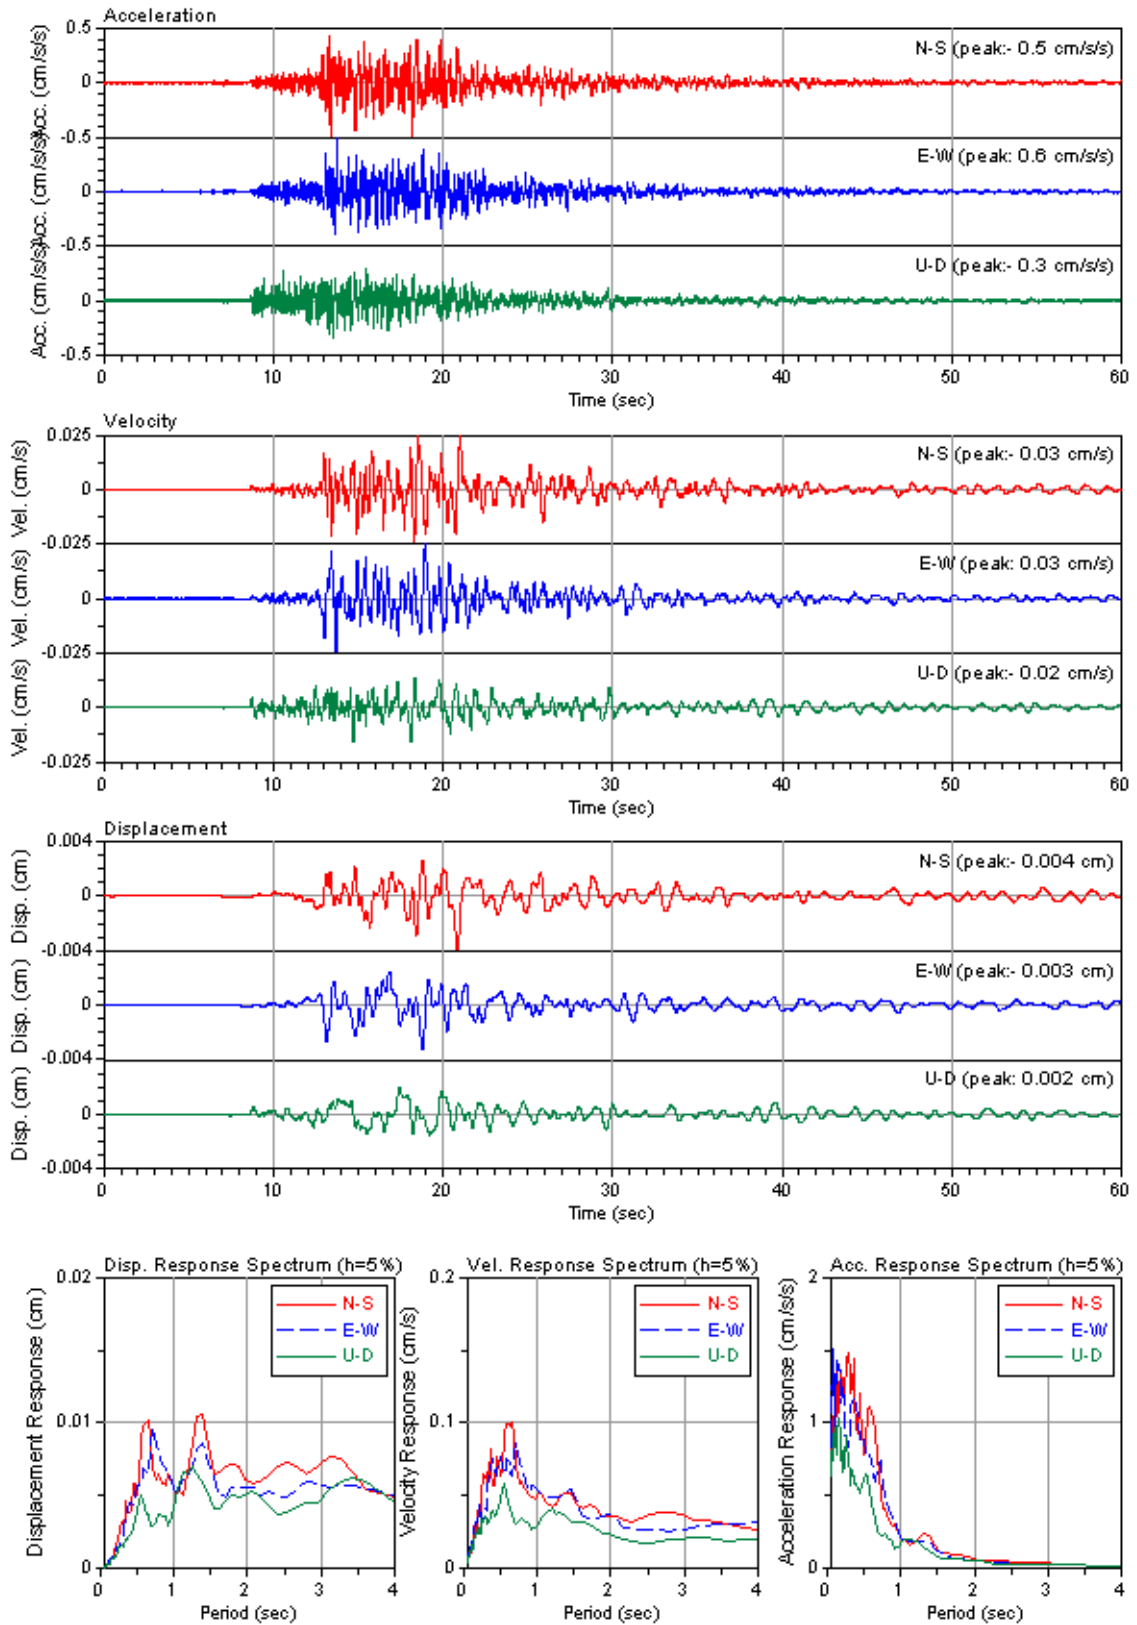 Acceleration
0.5
Acc. (cm/s/s)
N-S (peak:- 0.5 cm/s/s)
0
-0.5
Acc. (cm/s/s)
E-W (peak: 0.6 cm/s/s)
0
-0.5
Acc. (cm/s/s)
U-D (peak:- 0.3 cm/s/s)
0
-0.5
0 10 20 30 40 50 60
Time (sec)
Velocity
0.025
Vel. (cm/s)
N-S (peak:- 0.03 cm/s)
0
-0.025
Vel. (cm/s)
E-W (peak: 0.03 cm/s)
0
-0.025
Vel. (cm/s)
U-D (peak:- 0.02 cm/s)
0
-0.025
0 10 20 30 40 50 60
Time (sec)
Displacement
0.004
Disp. (cm)
N-S (peak:- 0.004 cm)
0
-0.004
Disp. (cm)
E-W (peak:- 0.003 cm)
0
-0.004
Disp. (cm)
U-D (peak: 0.002 cm)
0
-0.004
0 10 20 30 40 50 60
Time (sec)
Disp. Response Spectrum (h=5%)
0.02
N-S
E-W
U-D
Displacement Response (cm)
0.01
0
0 1 2 3 4
Period (sec)
Vel. Response Spectrum (h=5%)
0.2
N-S
E-W
U-D
Velocity Response (cm/s)
0.1
0
0 1 2 3 4
Period (sec)
Acc. Response Spectrum (h=5%)
2
N-S
E-W
U-D
Acceleration Response (cm/s/s)
1
0
0 1 2 3 4
Period (sec)